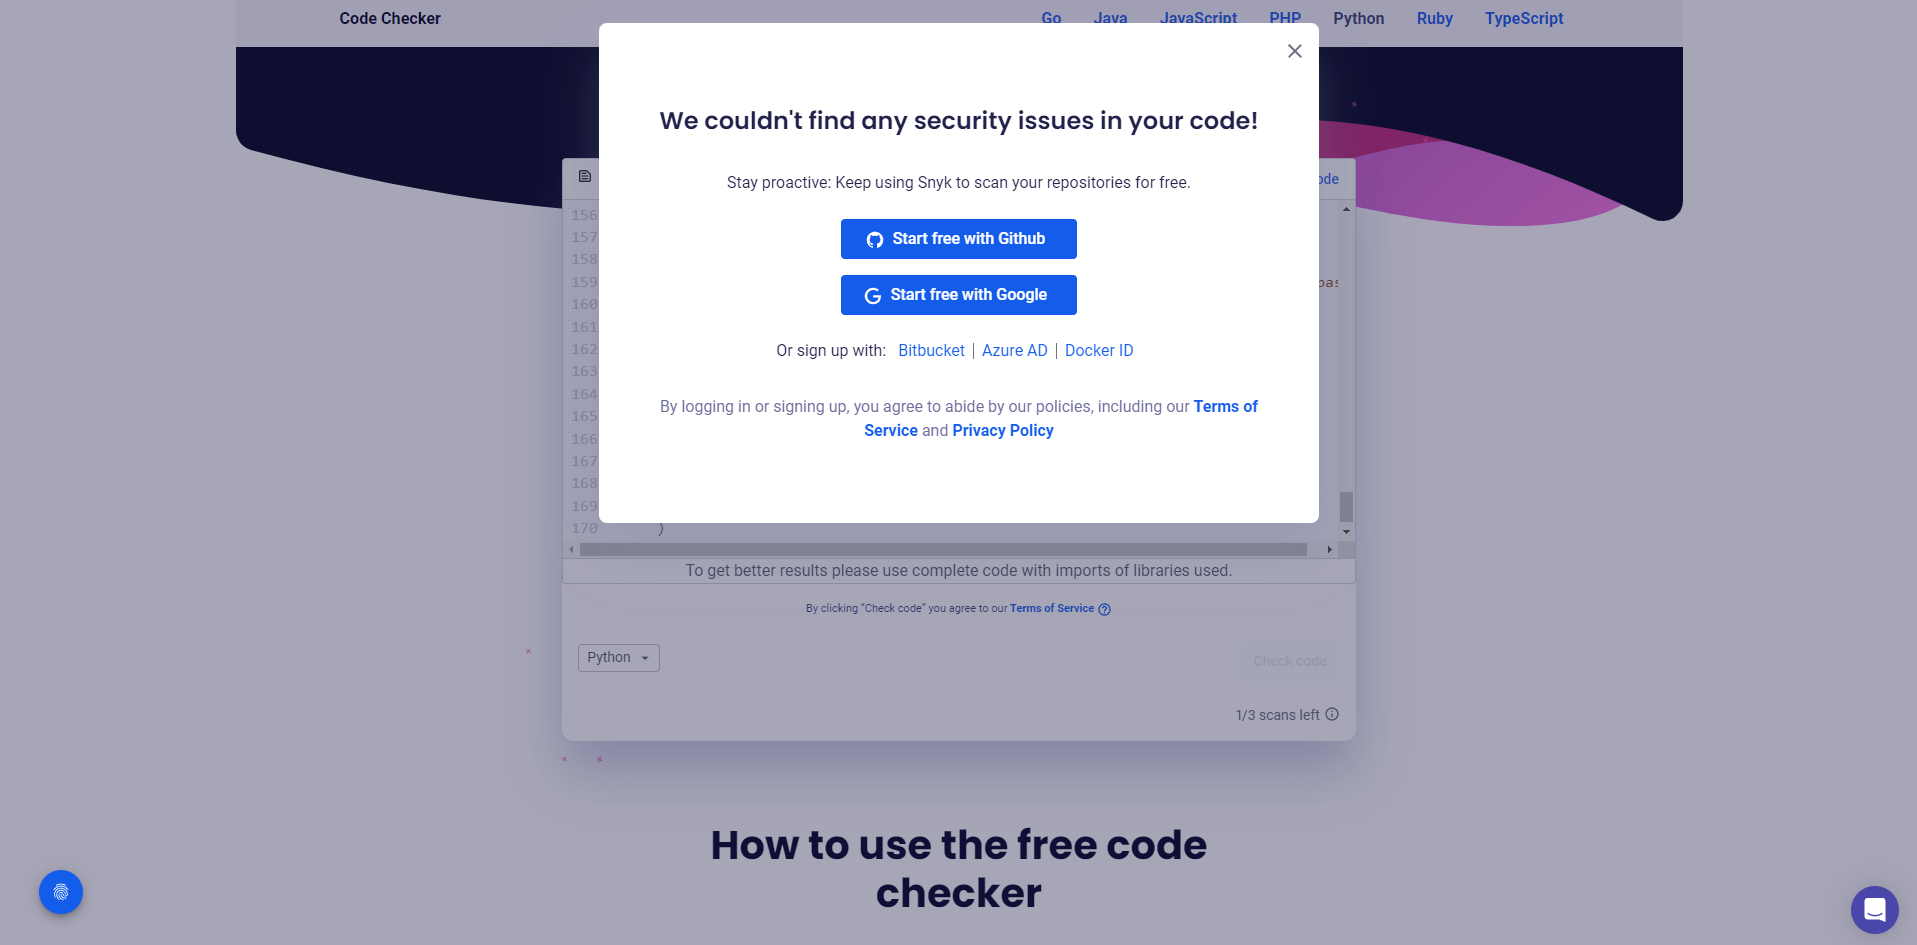 Code Checker
Go Java JavaScript PHP Python Ruby TypeScript
We couldn't find any security issues in your code!
Stay proactive: Keep using Snyk to scan your repositories for free.
Start free with Github
Start free with Google
Or sign up with: Bitbucket | Azure AD | Docker ID
By logging in or signing up, you agree to abide by our policies, including our Terms of
Service and Privacy Policy
156
157
158
159
160
161
162
163
164
165
166
167
168
169
170 )
To get better results please use complete code with imports of libraries used.
By clicking “Check code” you agree to our Terms of Service
Python
Check code
1/3 scans left
How to use the free code
checker